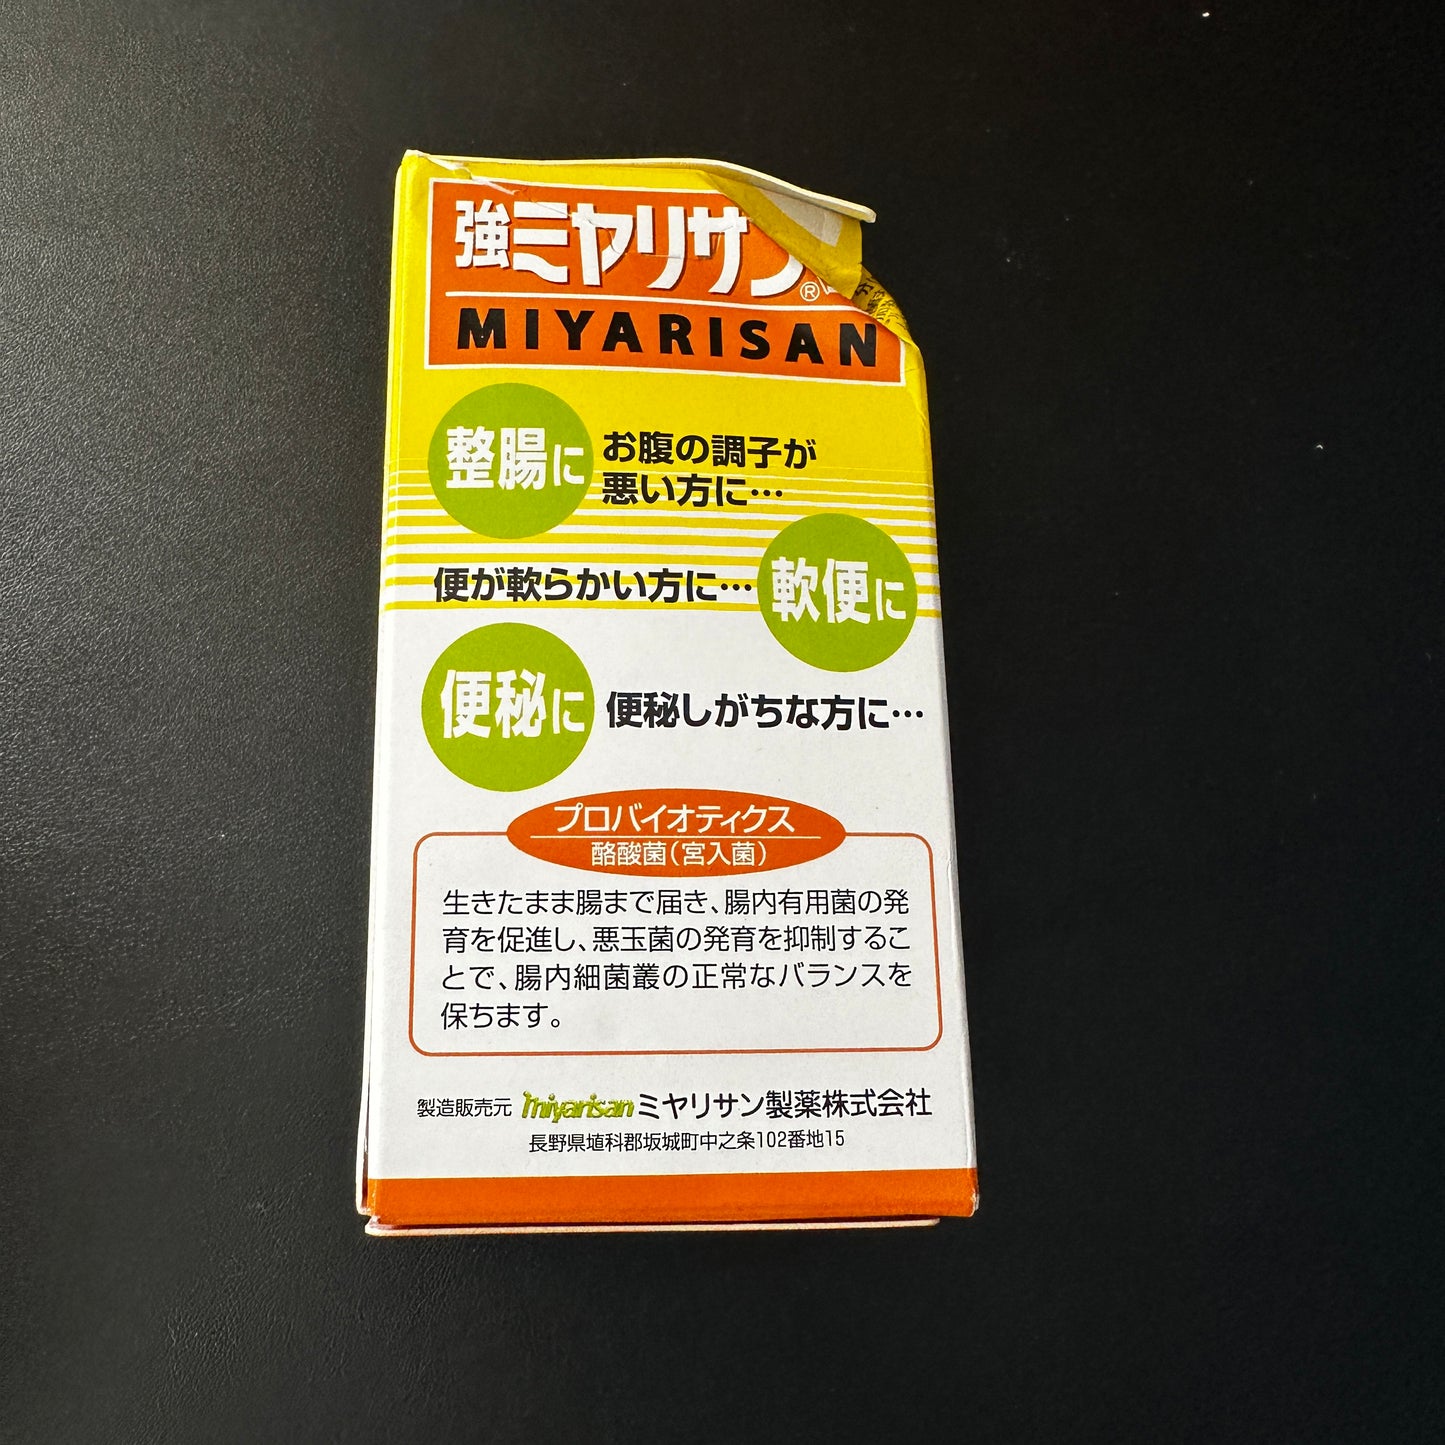 強ミヤリサン®
MIYARISAN
整腸に
お腹の調子が
悪い方に…
便が軟らかい方に…
軟便に
便秘に
便秘しがちな方に…
プロバイオティクス
酪酸菌(宮入菌)
生きたまま腸まで届き、腸内有用菌の発
育を促進し、悪玉菌の発育を抑制するこ
とで、腸内細菌叢の正常なバランスを
保ちます。
製造販売元 miyarisan ミヤリサン製薬株式会社
長野県埴科郡坂城町中之条102番地15